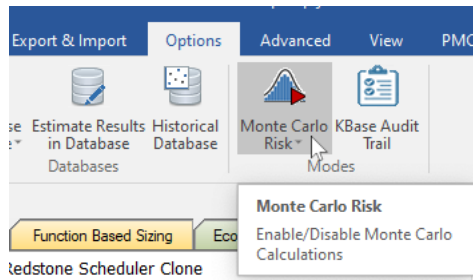 Export & Import Options Advanced View
Estimate Results Historical Monte Carlo KBase Audit
in Database Database Risk Trail
Databases Modes
Monte Carlo Risk
Enable/Disable Monte Carlo
Calculations
Function Based Sizing
Redstone Scheduler Clone